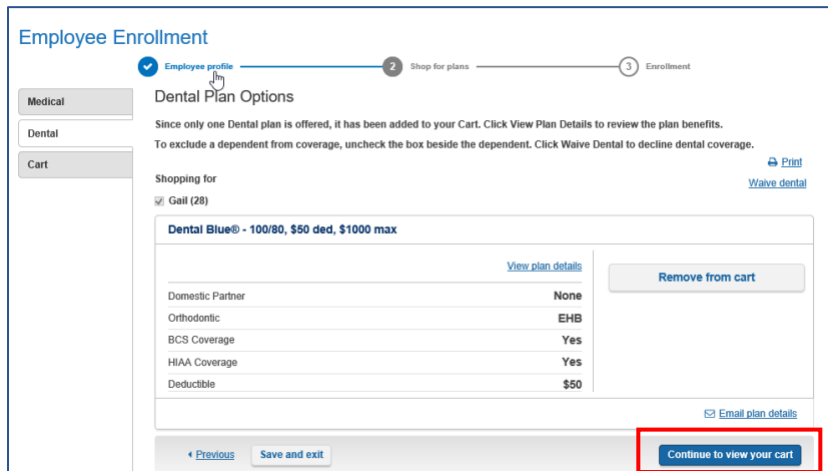 Employee Enrollment
Employee profile 2 Shop for plans 3 Enrollment
Medical
Dental
Cart
Dental Plan Options
Since only one Dental plan is offered, it has been added to your Cart. Click View Plan Details to review the plan benefits.
To exclude a dependent from coverage, uncheck the box beside the dependent. Click Waive Dental to decline dental coverage.
Print
Shopping for
Waive dental
Gail (28)
Dental Blue® - 100/80, $50 ded, $1000 max
View plan details
Remove from cart
Domestic Partner None
Orthodontic EHB
BCS Coverage Yes
HIAA Coverage Yes
Deductible $50
Email plan details
Previous Save and exit Continue to view your cart